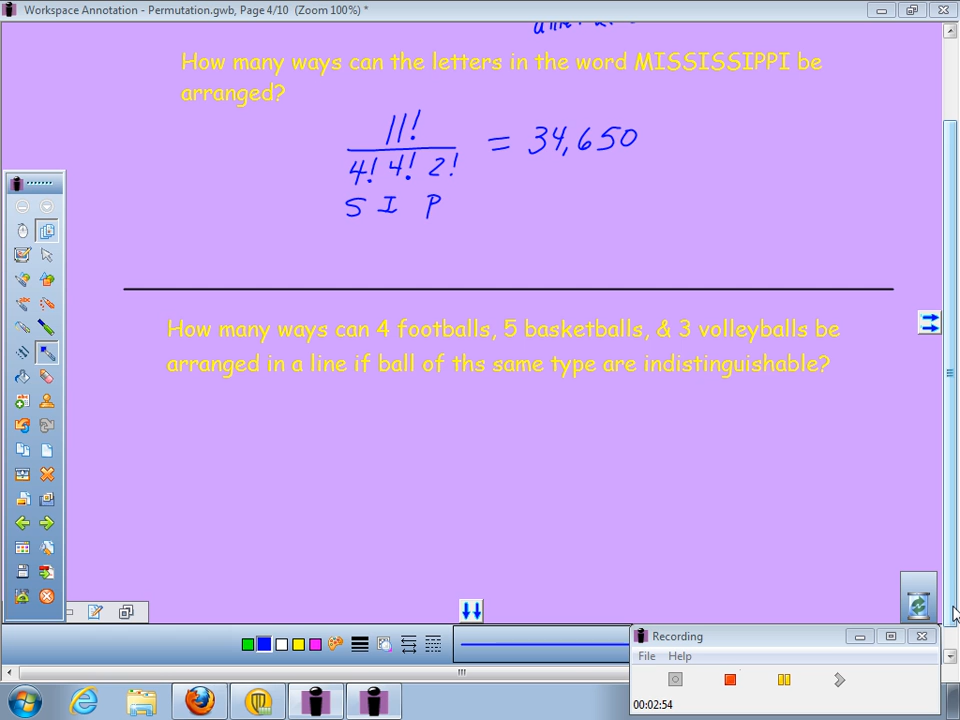 Workspace Annotation - Permutation.gwb, Page 4/10 (Zoom 100%) *
How many ways can the letters in the word MISSISSIPPI be
arranged?
11!
4! 4! 2!
= 34,650
S I P
How many ways can 4 footballs, 5 basketballs, & 3 volleyballs be
arranged in a line if ball of ths same type are indistinguishable?
Recording
File Help
00:02:54